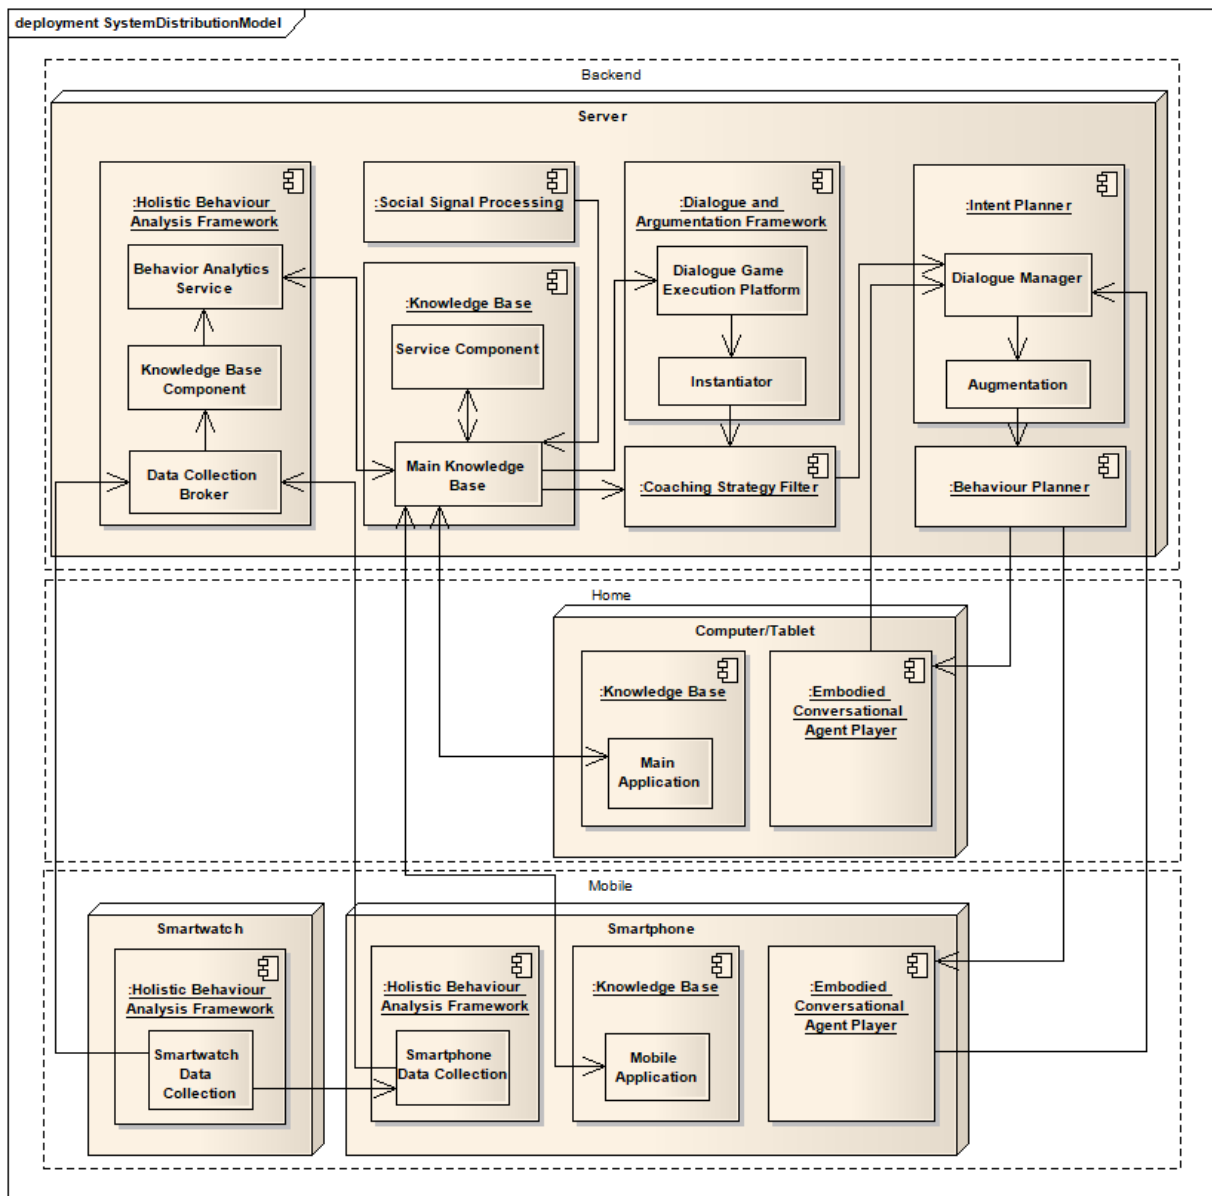 deployment SystemDistributionModel
Backend
Server
:Holistic Behaviour
Analysis Framework
Behavior Analytics
Service
Knowledge Base
Component
Data Collection
Broker
:Social Signal Processing
:Knowledge Base
Service Component
Main Knowledge
Base
:Dialogue and
Argumentation Framework
Dialogue Game
Execution Platform
Instantiator
:Coaching Strategy Filter
:Intent Planner
Dialogue Manager
Augmentation
:Behaviour Planner
Home
Computer/Tablet
:Knowledge Base
Main
Application
:Embodied
Conversational
Agent Player
Mobile
Smartwatch
:Holistic Behaviour
Analysis Framework
Smartwatch
Data
Collection
Smartphone
:Holistic Behaviour
Analysis Framework
Smartphone
Data Collection
:Knowledge Base
Mobile
Application
:Embodied
Conversational
Agent Player